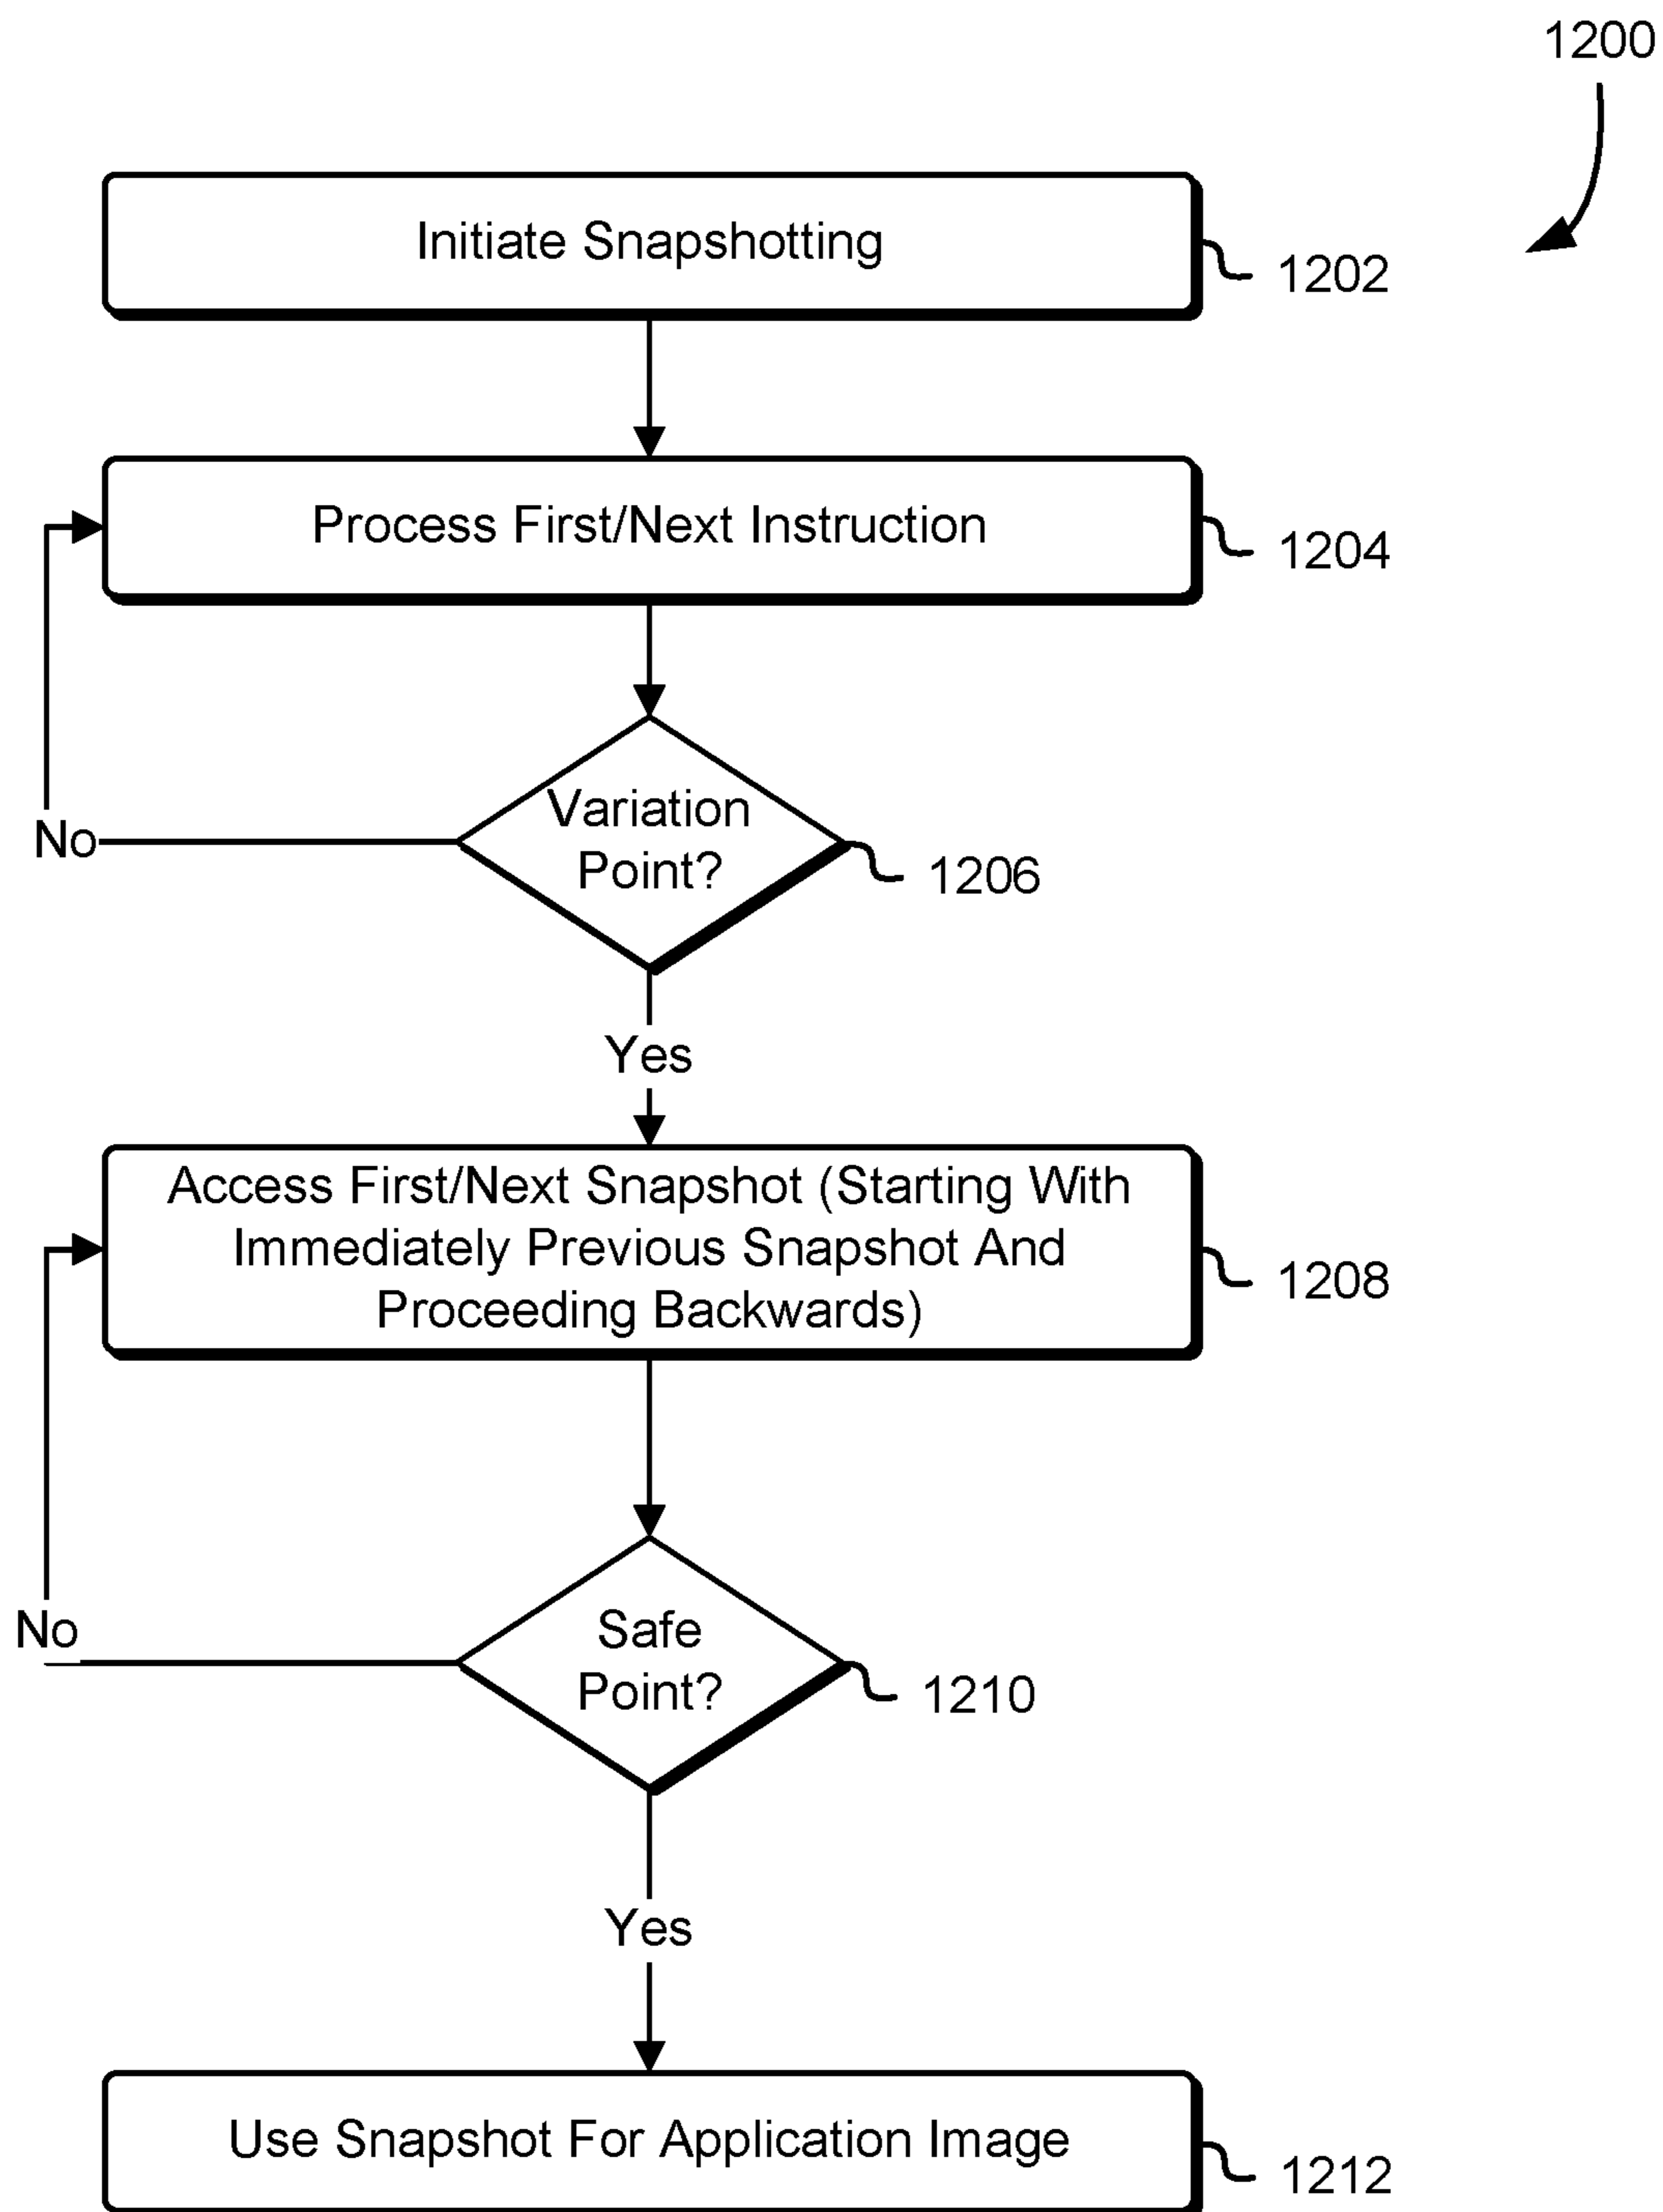 1200
Initiate Snapshotting
1202
Process First/Next Instruction
1204
Variation
Point?
1206
No
Yes
Access First/Next Snapshot (Starting With
Immediately Previous Snapshot And
Proceeding Backwards)
1208
Safe
Point?
1210
No
Yes
Use Snapshot For Application Image
1212